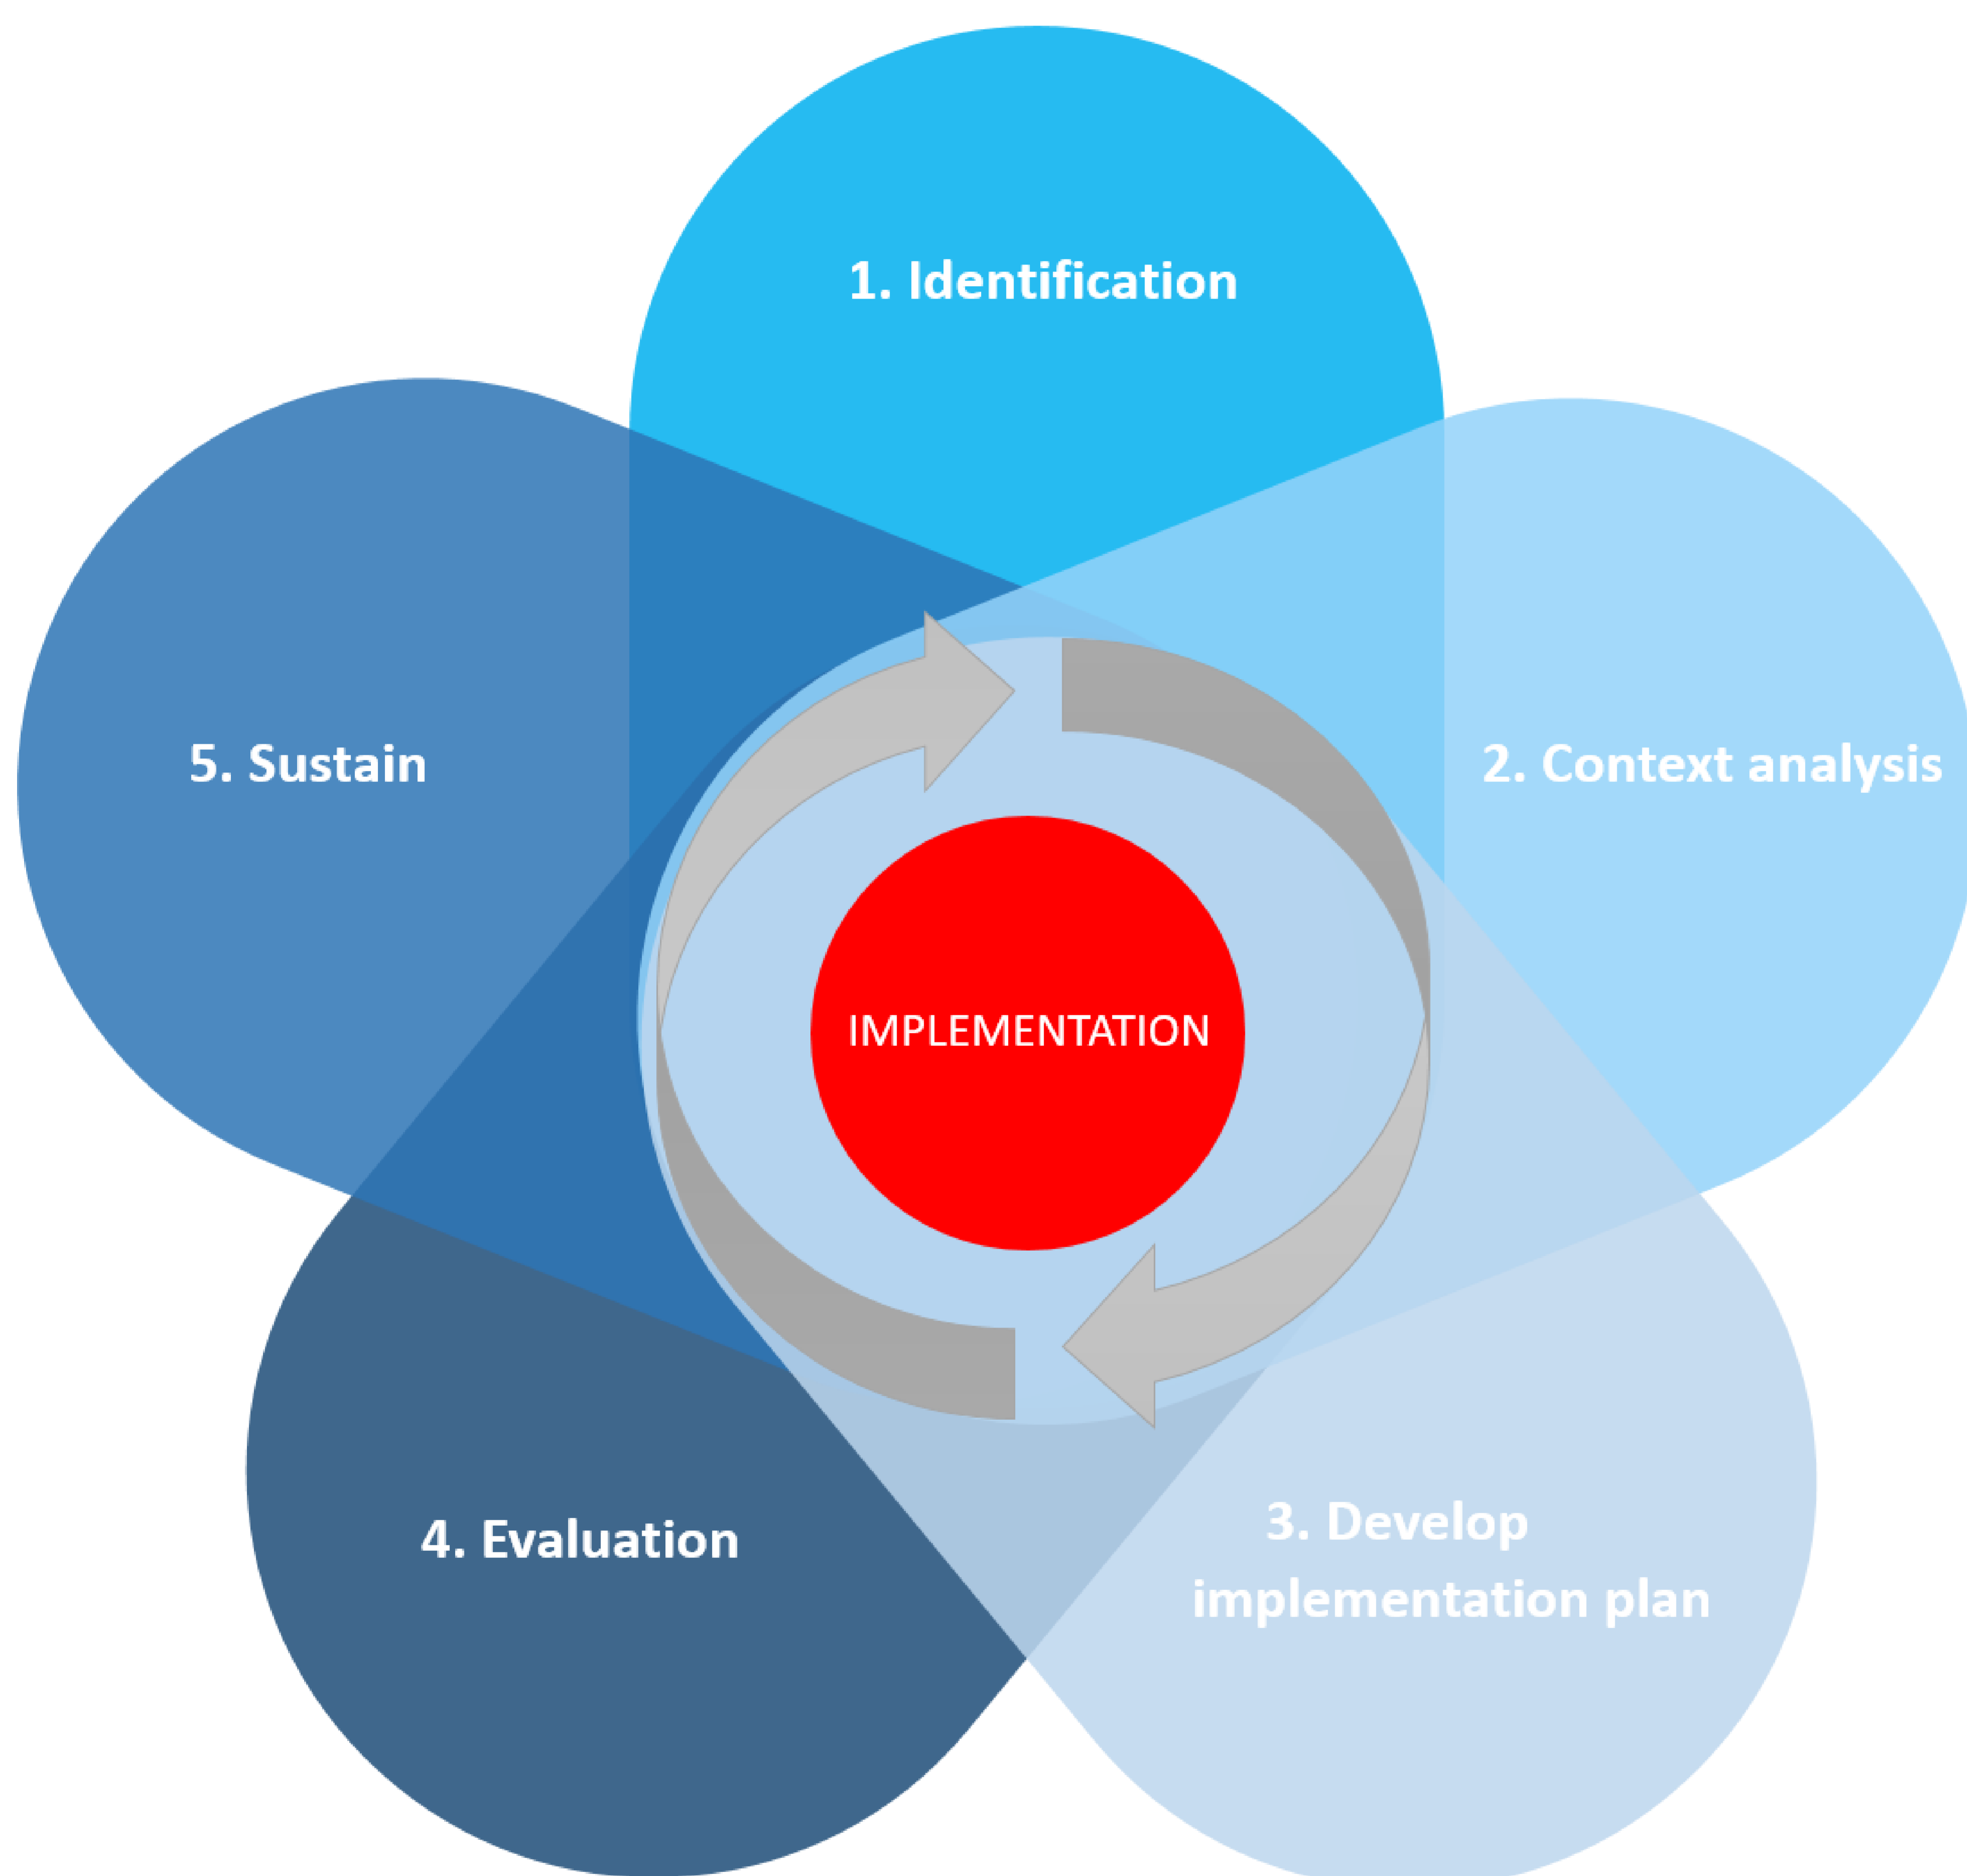 1. Identification
2. Context analysis
3. Develop
implementation plan
4. Evaluation
5. Sustain
IMPLEMENTATION